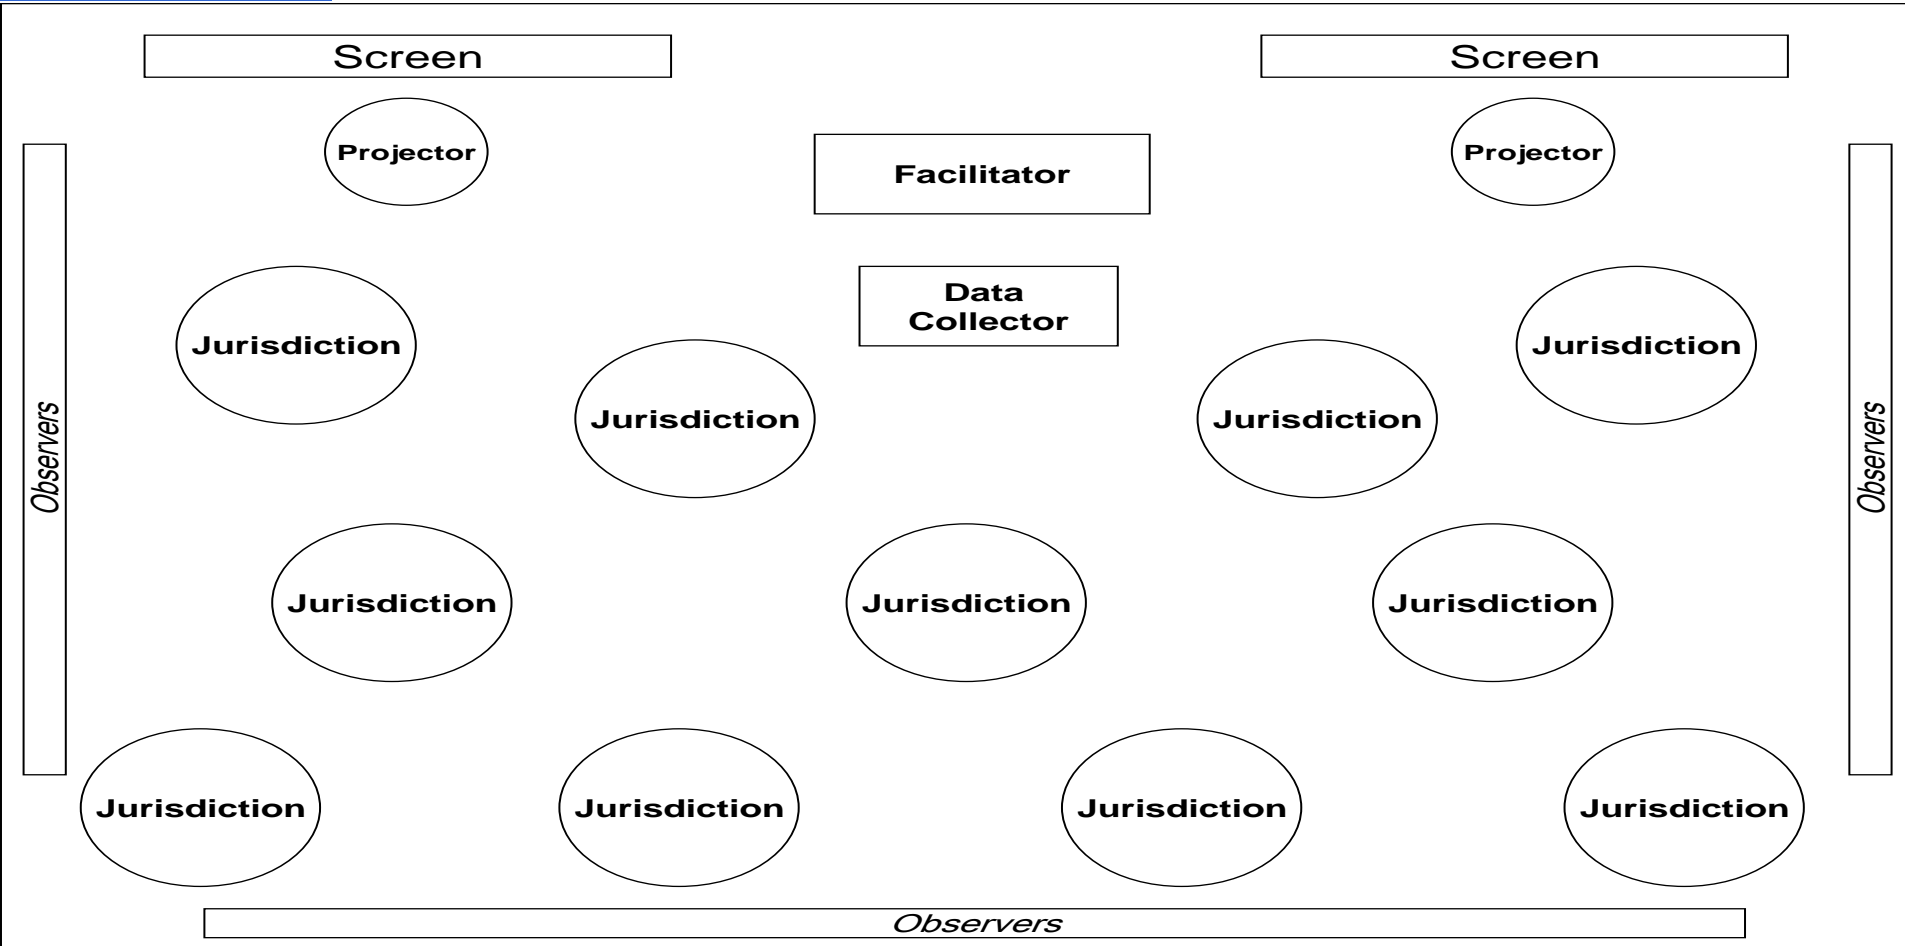 Screen
Screen
Projector
Facilitator
Projector
Data
Collector
Jurisdiction
Jurisdiction
Jurisdiction
Jurisdiction
Observers
Observers
Jurisdiction
Jurisdiction
Jurisdiction
Jurisdiction
Jurisdiction
Jurisdiction
Jurisdiction
Observers